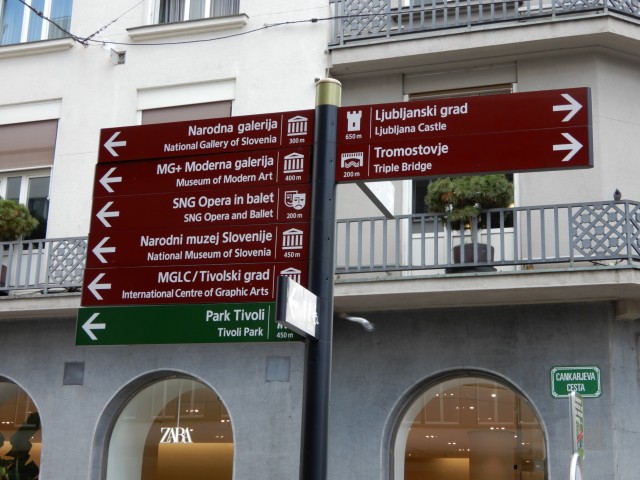 Narodna galerija
National Gallery of Slovenia
300 m
MG+ Moderna galerija
Museum of Modern Art
400 m
SNG Opera in balet
SNG Opera and Ballet
200 m
Narodni muzej Slovenije
National Museum of Slovenia
450 m
MGLC/Tivolski grad
International Centre of Graphic Arts
Park Tivoli
Tivoli Park
450 m
Ljubljanski grad
Ljubljana Castle
650 m
Tromostovje
Triple Bridge
200 m
CANKARJEVA
CESTA
ZARA